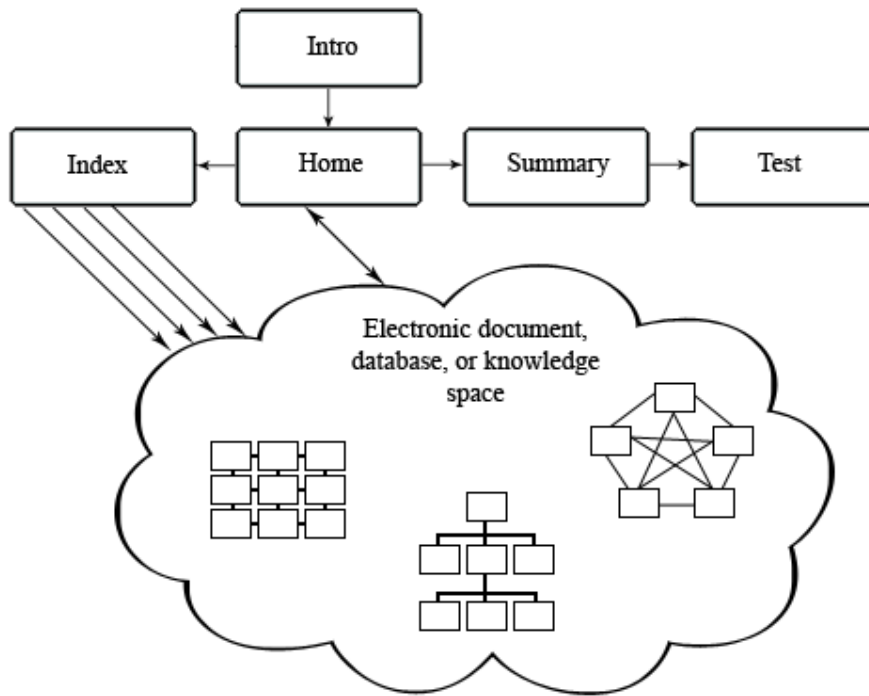 Intro
Index
Home
Summary
Test
Electronic document,
database, or knowledge
space